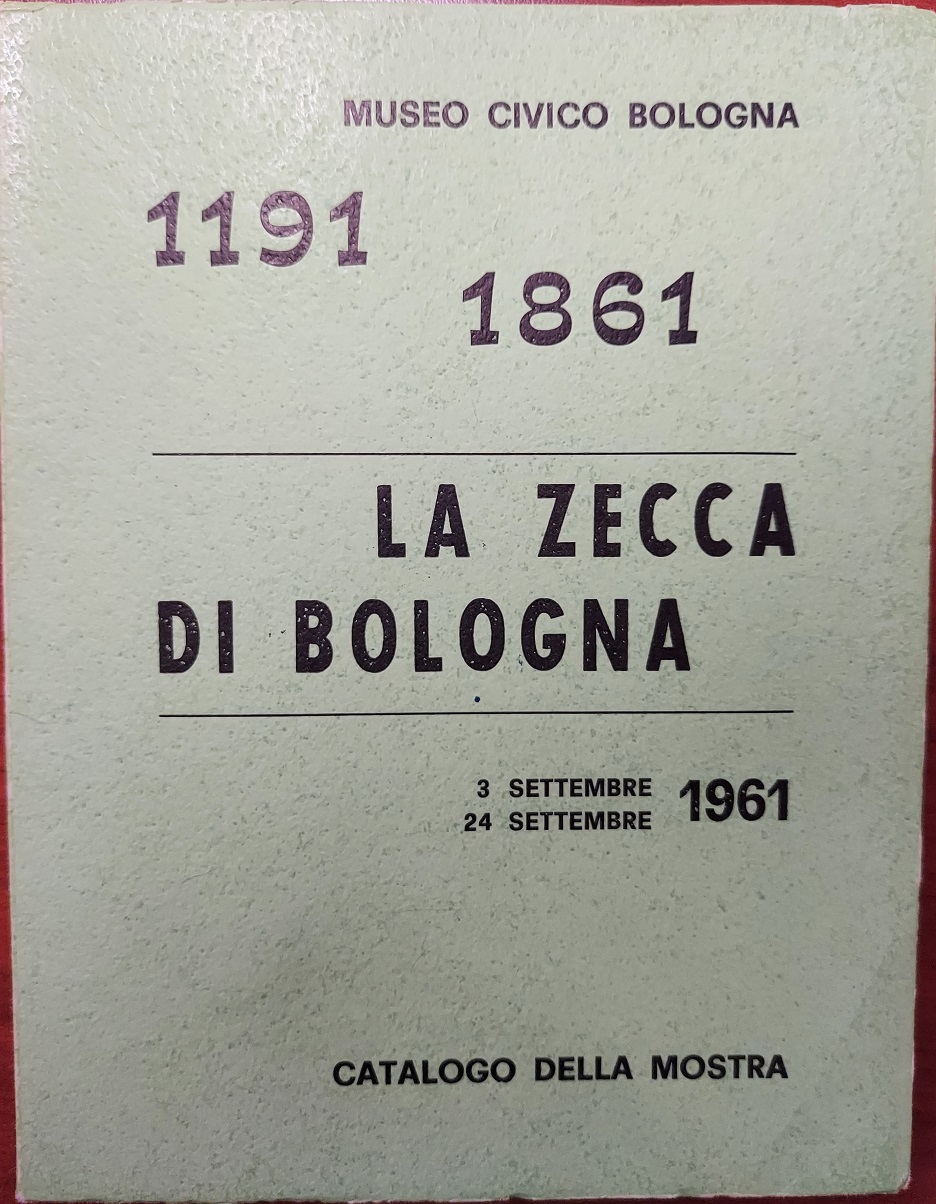 MUSEO CIVICO BOLOGNA
1191
1861
LA ZECCA
DI BOLOGNA
3 SETTEMBRE
24 SETTEMBRE 1961
CATALOGO DELLA MOSTRA